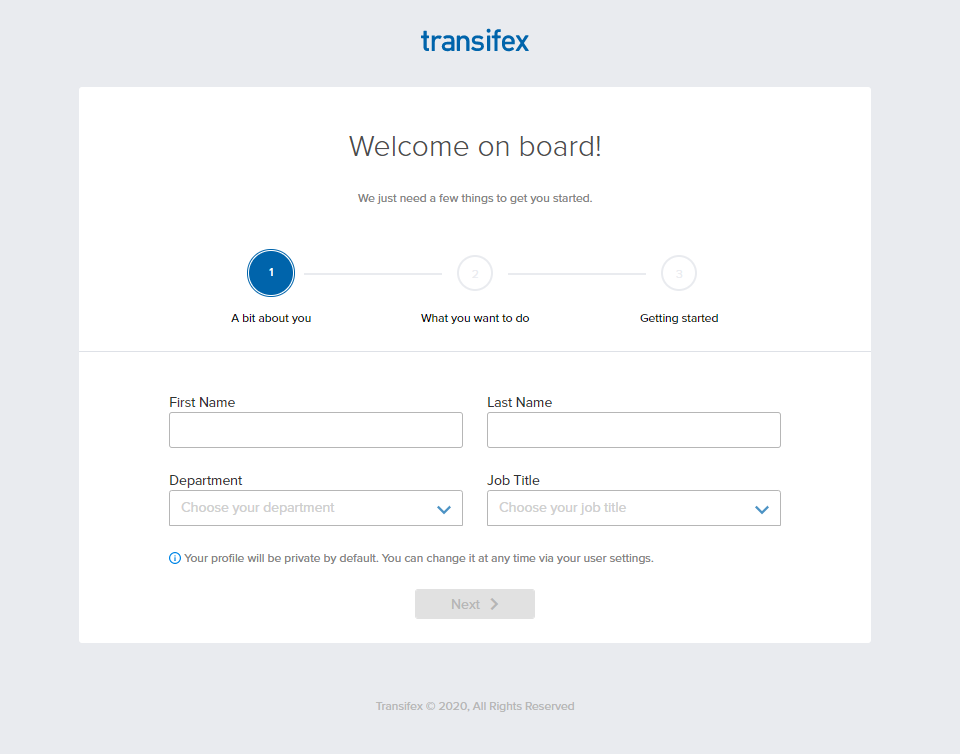 transifex
Welcome on board!
We just need a few things to get you started.
1 2 3
A bit about you What you want to do Getting started
First Name Last Name
Department Job Title
Choose your department Choose your job title
Your profile will be private by default. You can change it at any time via your user settings.
Next
Transifex © 2020, All Rights Reserved